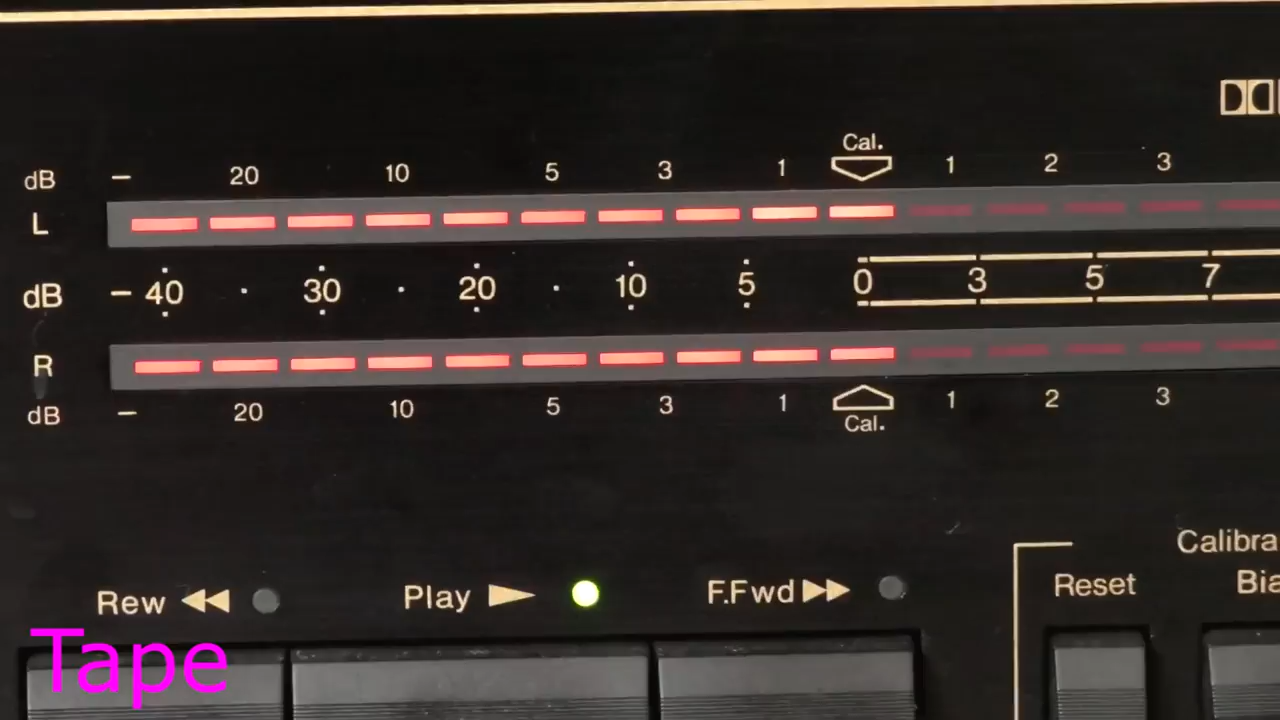 dB – 20 10 5 3 1 Cal. 1 2 3
L
dB – 40 30 20 10 5 0 3 5 7
R
dB – 20 10 5 3 1 Cal. 1 2 3
Calibra
Rew Play F.Fwd Reset Bia
Tape